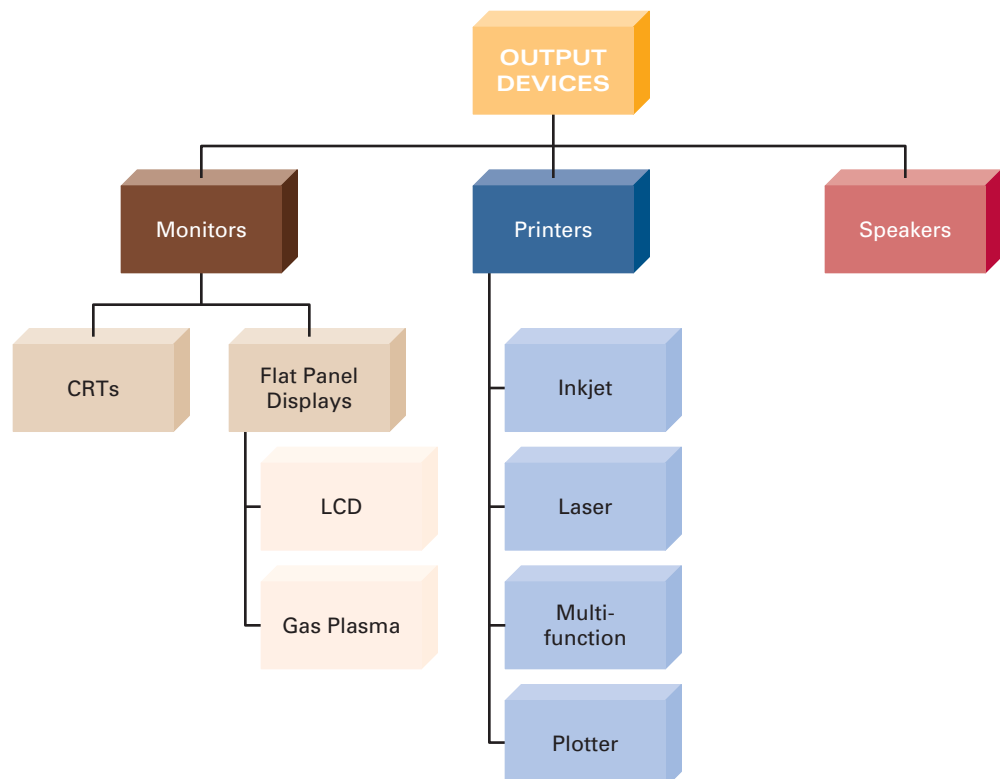 OUTPUT
DEVICES
Monitors
Printers
Speakers
CRTs
Flat Panel
Displays
LCD
Gas Plasma
Inkjet
Laser
Multi-
function
Plotter